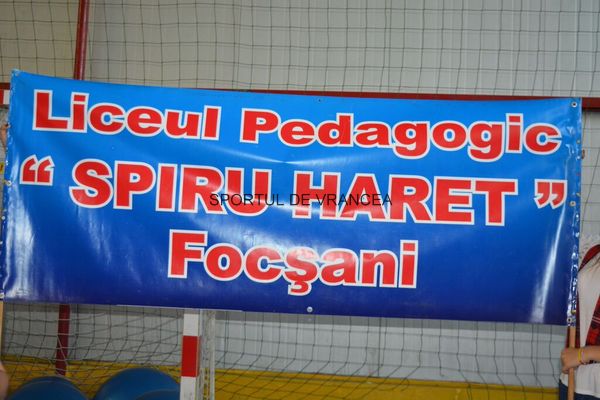 Liceul Pedagogic
“ SPIRU HARET ”
SPORTUL DE VRANCEA
Focşani